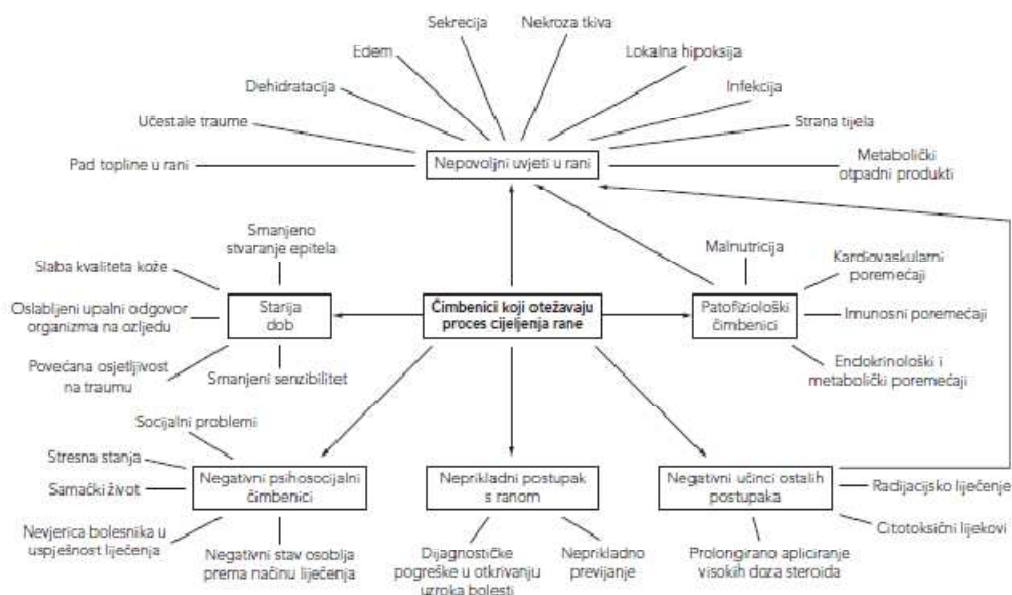 Sekrecija
Nekroza tkiva
Edem
Lokalna hipoksija
Dehidratacija
Infekcija
Učestale traume
Strana tijela
Pad topline u rani
Nepovoljni uvjeti u rani
Metabolički
otpadni produkti
Smanjeno
stvaranje epitela
Malnutricija
Slaba kvaliteta kože
Kardiovaskularni
poremećaji
Oslabljeni upalni odgovor
organizma na ozljedu
Starija
dob
Čimbenici koji otežavaju
proces cijeljenja rane
Patofiziološki
čimbenici
Imunosni poremećaji
Povećana osjetljivost
na traumu
Smanjeni senzibilitet
Endokrinološki i
metabolički poremećaji
Socijalni problemi
Stresna stanja
Samački život
Negativni psihosocijalni
čimbenici
Neprikladni postupak
s ranom
Negativni učinci ostalih
postupaka
Radijacijsko liječenje
Citotoksični lijekovi
Nevjerica bolesnika u
uspješnost liječenja
Negativni stav osoblja
prema načinu liječenja
Dijagnostičke
pogreške u otkrivanju
uzroka bolesti
Neprikladno
previjanje
Prolongirano apliciranje
visokih doza steroida